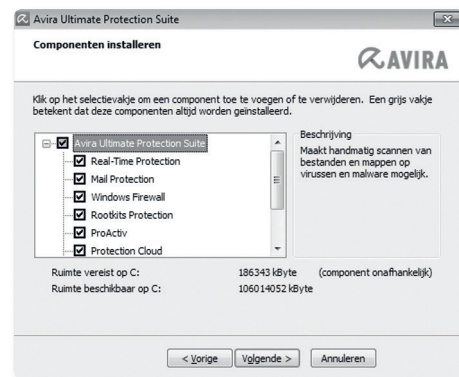 Avira Ultimate Protection Suite
Componenten installeren
AVIRA
Klik op het selectievakje om een component toe te voegen of te verwijderen. Een grijs vakje
betekent dat deze componenten altijd worden geïnstalleerd.
Avira Ultimate Protection Suite
Real-Time Protection
Mail Protection
Windows Firewall
Rootkits Protection
ProActiv
Protection Cloud
Beschrijving
Maakt handmatig scannen van
bestanden en mappen op
virussen en malware mogelijk.
Ruimte vereist op C: 186343 kByte (component onafhankelijk)
Ruimte beschikbaar op C: 106014052 kByte
< Vorige Volgende > Annuleren